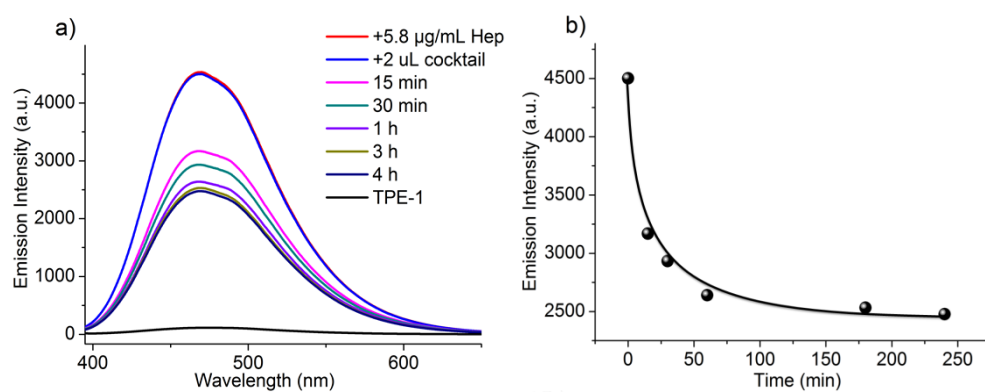 a)
+5.8 µg/mL Hep
+2 uL cocktail
15 min
30 min
1 h
3 h
4 h
TPE-1
Emission Intensity (a.u.)
4000
3000
2000
1000
0
400
500
600
Wavelength (nm)
b)
Emission Intensity (a.u.)
4500
4000
3500
3000
2500
0
50
100
150
200
250
Time (min)